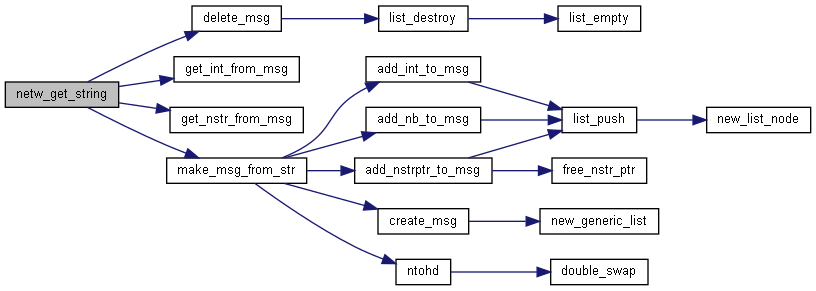 delete_msg
list_destroy
list_empty
get_int_from_msg
add_int_to_msg
netw_get_string
get_nstr_from_msg
add_nb_to_msg
list_push
new_list_node
make_msg_from_str
add_nstrptr_to_msg
free_nstr_ptr
create_msg
new_generic_list
ntohd
double_swap